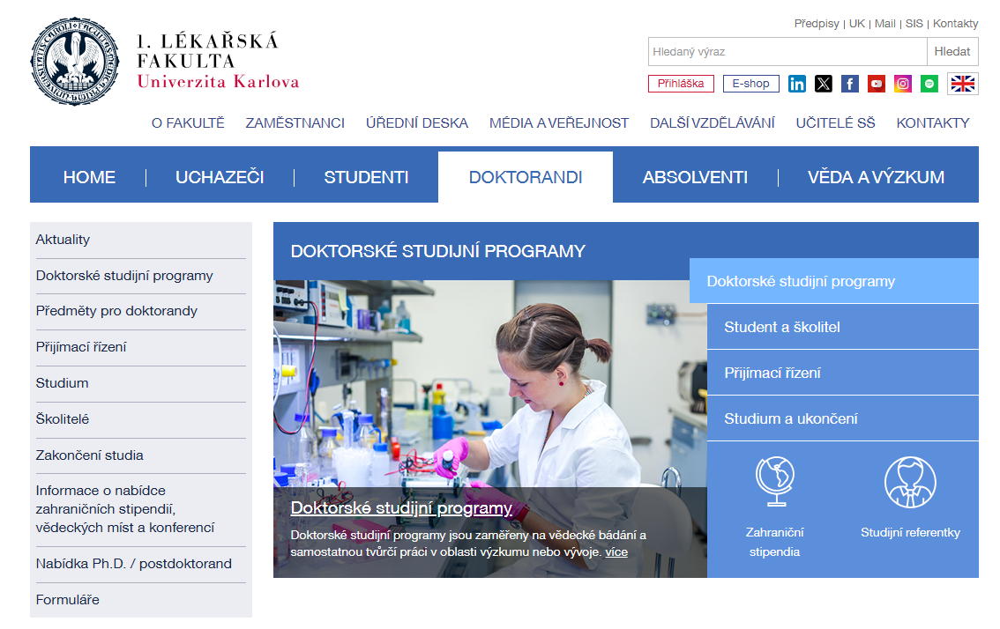 1. LÉKAŘSKÁ
FAKULTA
Univerzita Karlova
Předpisy | UK | Mail | SIS | Kontakty
Hledaný výraz
Hledat
Přihláška
E-shop
O FAKULTĚ ZAMĚSTNANCI ÚŘEDNÍ DESKA MÉDIA A VEŘEJNOST DALŠÍ VZDĚLÁVÁNÍ UČITELÉ SŠ KONTAKTY
HOME UCHAZEČI STUDENTI DOKTORANDI ABSOLVENTI VĚDA A VÝZKUM
Aktuality
Doktorské studijní programy
Předměty pro doktorandy
Přijímací řízení
Studium
Školitelé
Zakončení studia
Informace o nabídce
zahraničních stipendií,
vědeckých míst a konferencí
Nabídka Ph.D. / postdoktorand
Formuláře
DOKTORSKÉ STUDIJNÍ PROGRAMY
Doktorské studijní programy
Student a školitel
Přijímací řízení
Studium a ukončení
Zahraniční
stipendia
Studijní referentky
Doktorské studijní programy
Doktorské studijní programy jsou zaměřeny na vědecké bádání a
samostatnou tvůrčí práci v oblasti výzkumu nebo vývoje. více